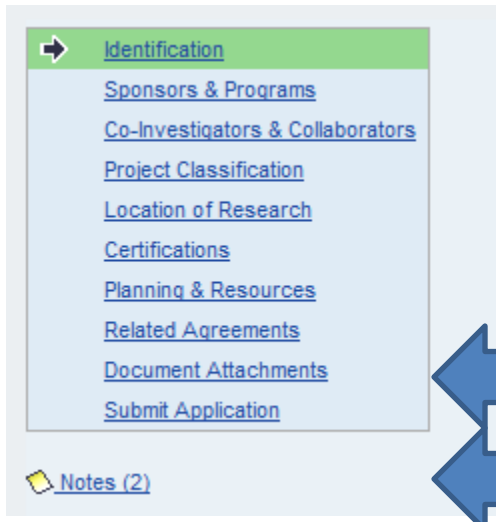 Identification
Sponsors & Programs
Co-Investigators & Collaborators
Project Classification
Location of Research
Certifications
Planning & Resources
Related Agreements
Document Attachments
Submit Application
Notes (2)